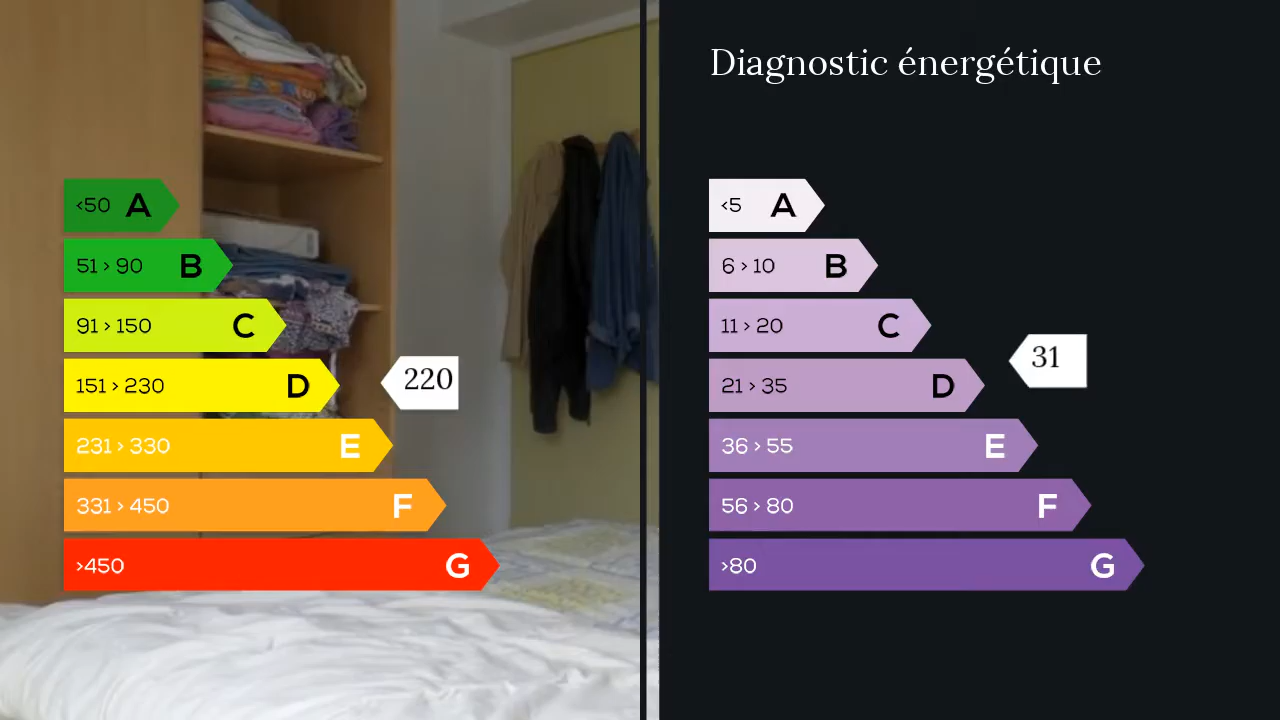 Diagnostic énergétique
<50 A
51 > 90 B
91 > 150 C
151 > 230 D
220
231 > 330 E
331 > 450 F
>450 G
<5 A
6 > 10 B
11 > 20 C
31
21 > 35 D
36 > 55 E
56 > 80 F
>80 G